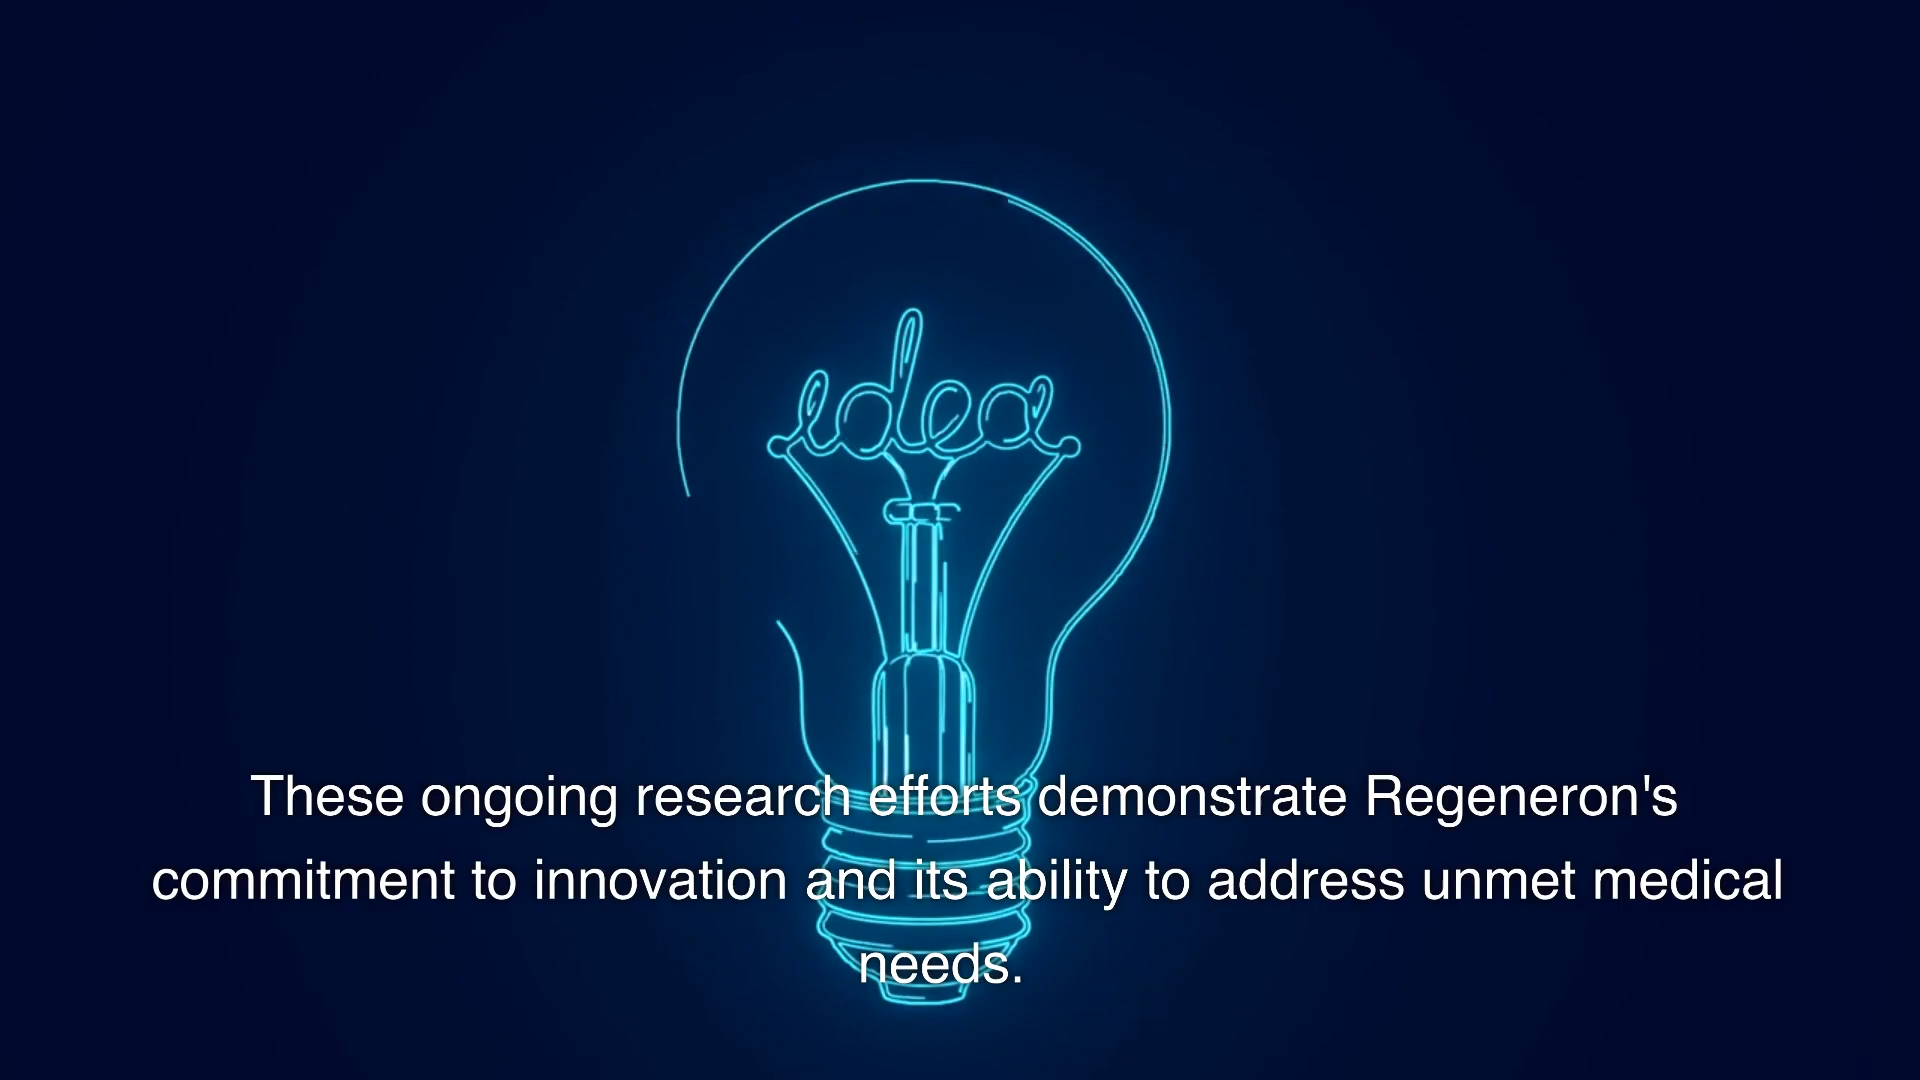 idea
These ongoing research efforts demonstrate Regeneron's
commitment to innovation and its ability to address unmet medical
needs.